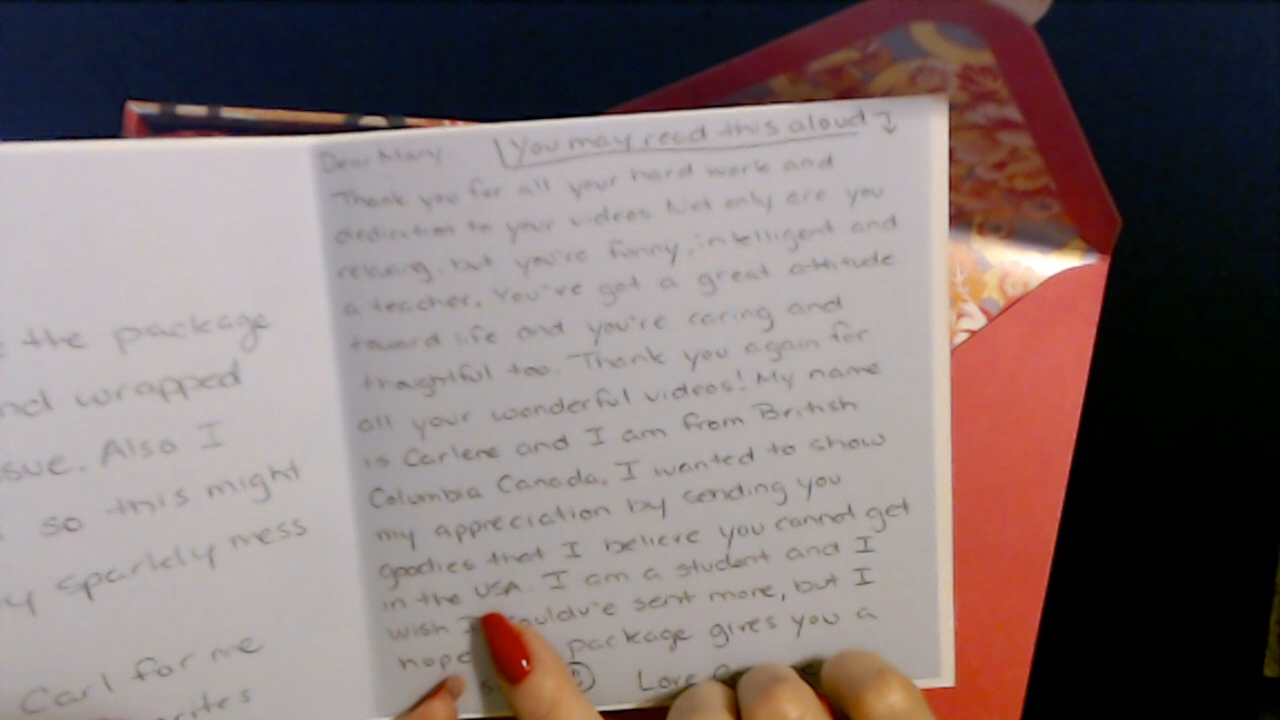 the package
wrapped
Also I
so this might
sparkly mess
Carl for me
Dear Mary
You may read this aloud
Thank you for all your hard work and
dedication to your videos. Not only are you
relaxing, but you're funny, intelligent and
a teacher. You've got a great attitude
toward life and you're caring and
thoughtful too. Thank you again for
all your wonderful videos! My name
is Carlene and I am from British
Columbia Canada. I wanted to show
my appreciation by sending you
goodies that I believe you cannot get
in the USA. I am a student and I
wish I could've sent more, but I
hope package gives you a
Love